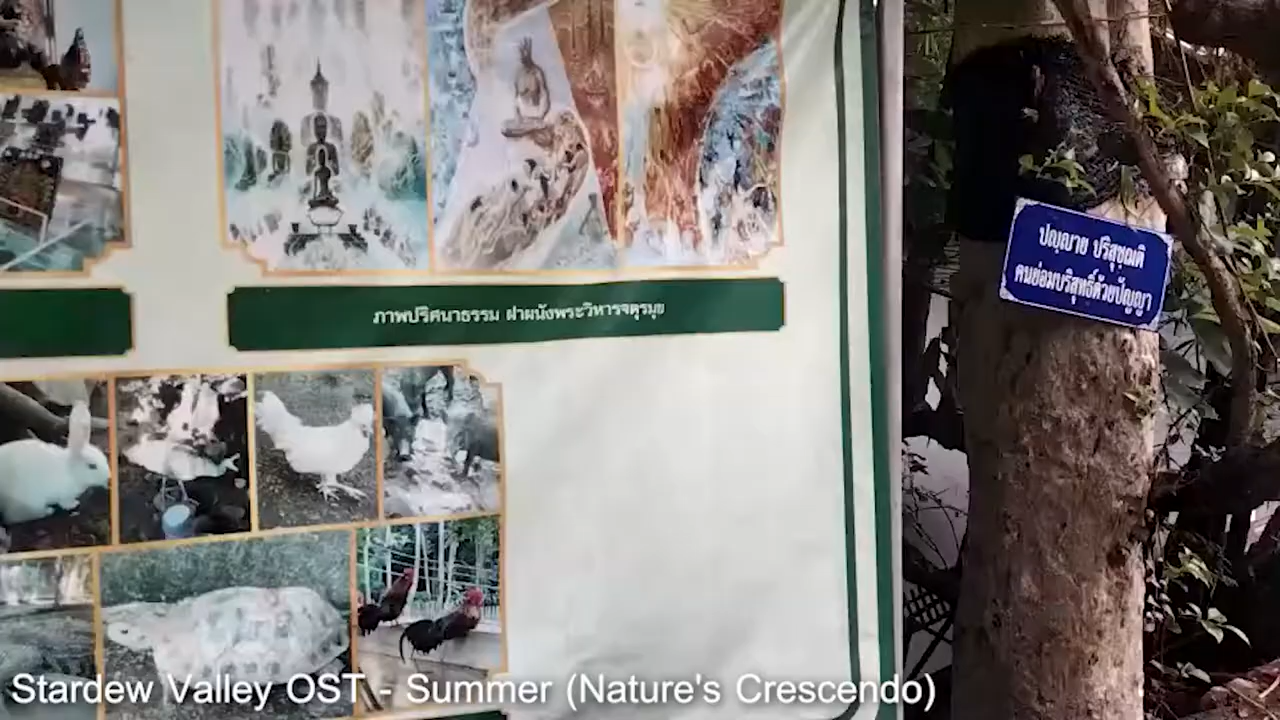 ปญฺญาย ปริสุชฺฌติ
คนย่อมบริสุทธิ์ด้วยปัญญา
ภาพปริศนาธรรม ฝาผนังพระวิหารจตุรมุข
Stardew Valley OST - Summer (Nature's Crescendo)